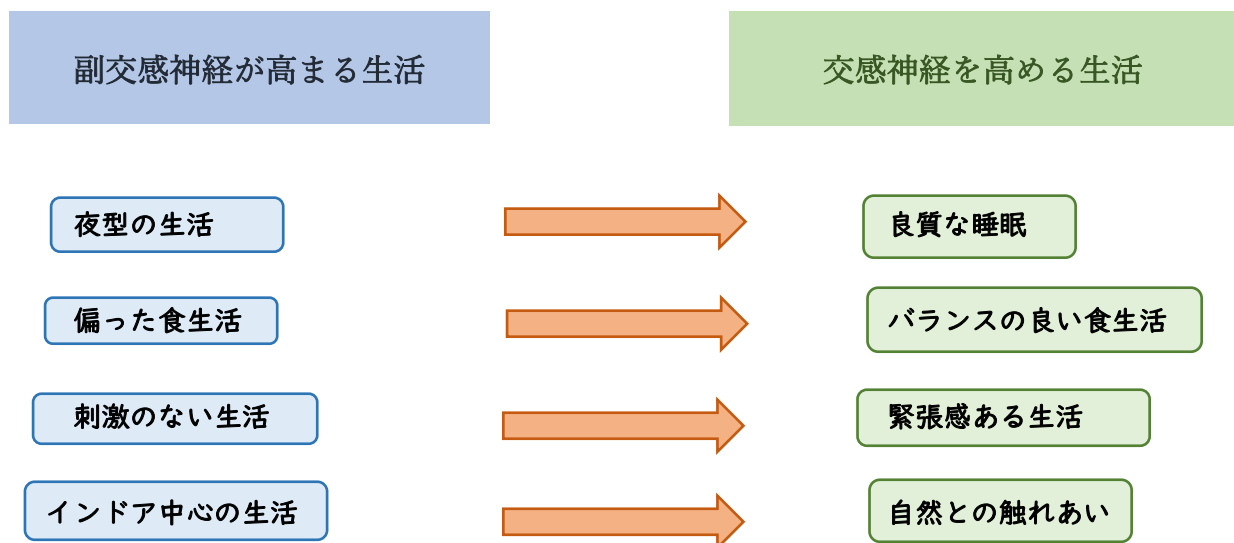 副交感神経が高まる生活
交感神経を高める生活
夜型の生活
良質な睡眠
偏った食生活
バランスの良い食生活
刺激のない生活
緊張感ある生活
インドア中心の生活
自然との触れあい